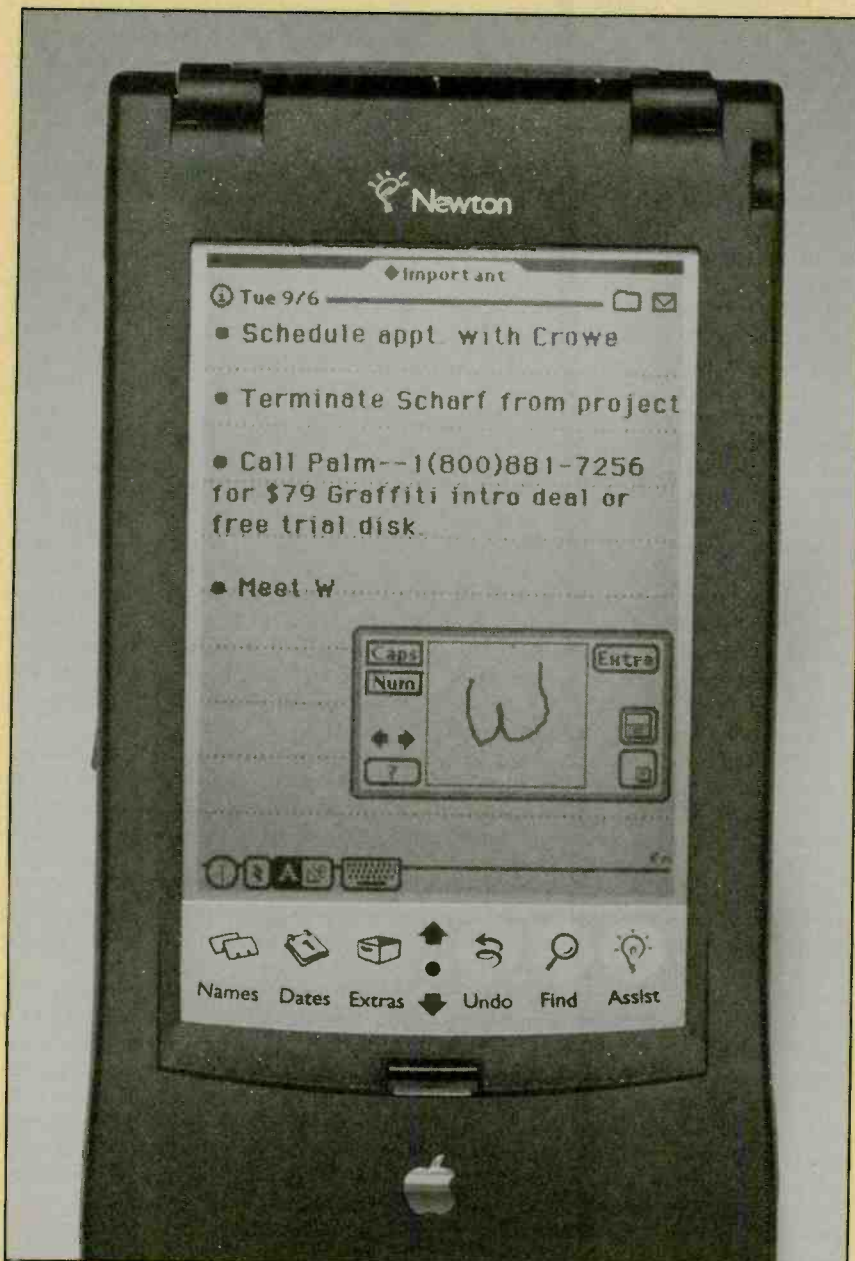 Newton
◆Important
Tue 9/6
• Schedule appt. with Crowe
• Terminate Scharf from project
• Call Palm--1(800)881-7256
for $79 Graffiti intro deal or
free trial disk.
• Meet W
Caps
Extra
Num
W
?
A
Names Dates Extras Undo Find Assist